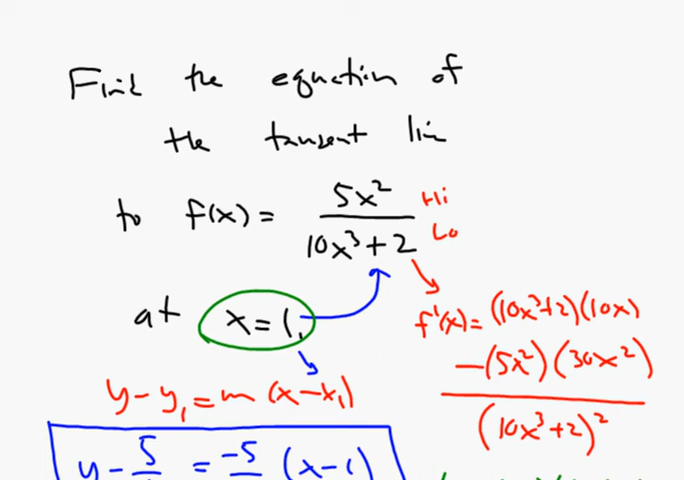 Find the equation of
the tangent line
to f(x) = 5x² / 10x³ + 2
Hi
Lo
at x = 1.
f'(x) = (10x³+2)(10x)
-(5x²)(30x²)
(10x³+2)²
y - y₁ = m (x - x₁)
y - 5 = -5 (x - 1)